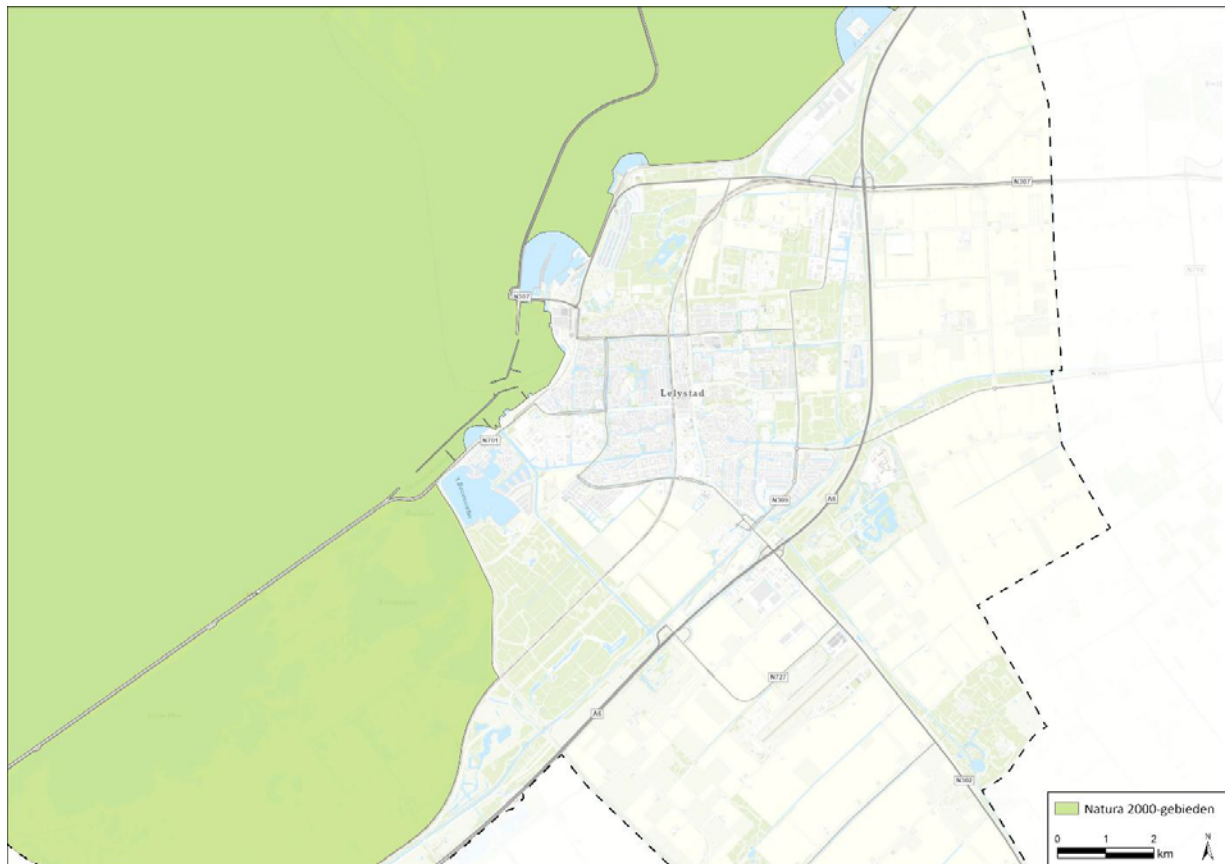 N307
N307
Lelystad
N701
N309
A6
A6
N727
N302
Natura 2000-gebieden
0 1 2
km
N